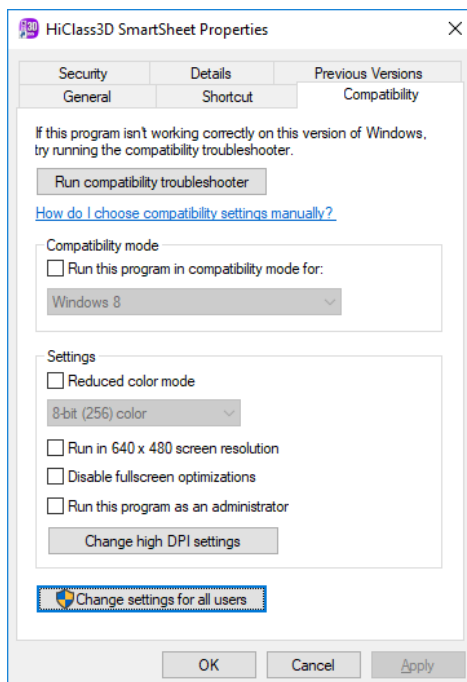 3D
HiClass3D SmartSheet Properties
Security
Details
Previous Versions
General
Shortcut
Compatibility
If this program isn't working correctly on this version of Windows,
try running the compatibility troubleshooter.
Run compatibility troubleshooter
How do I choose compatibility settings manually?
Compatibility mode
Run this program in compatibility mode for:
Windows 8
Settings
Reduced color mode
8-bit (256) color
Run in 640 x 480 screen resolution
Disable fullscreen optimizations
Run this program as an administrator
Change high DPI settings
Change settings for all users
OK
Cancel
Apply